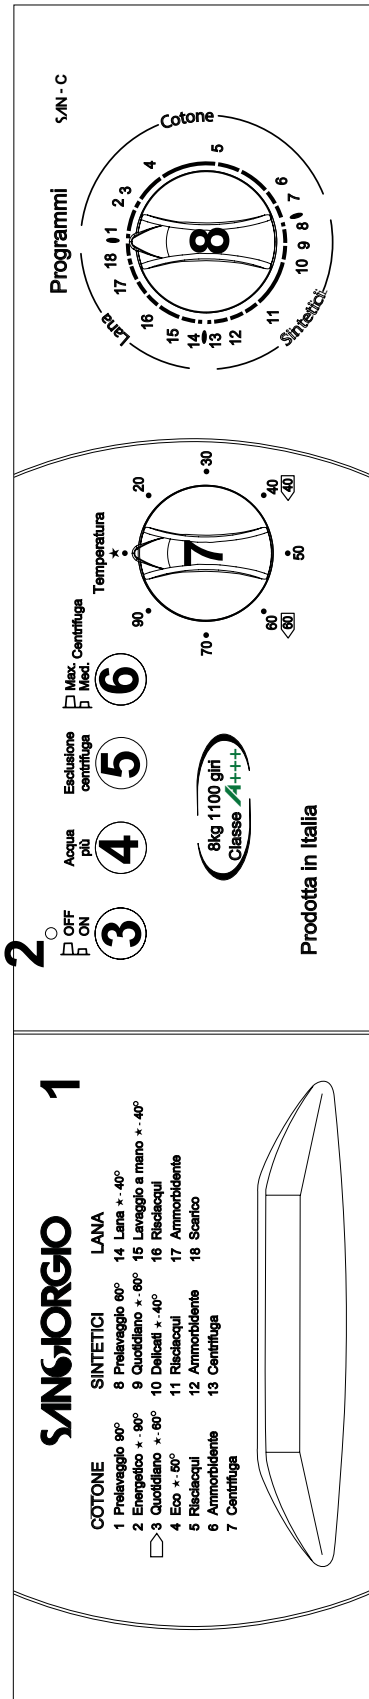 SANGIORGIO
1
COTONE
1 Prelavaggio 90°
2 Energetico ★ - 90°
3 Quotidiano ★ - 60°
4 Eco ★ - 50°
5 Risciacqui
6 Ammorbidente
7 Centrifuga
SINTETICI
8 Prelavaggio 60°
9 Quotidiano ★ - 60°
10 Delicati ★ - 40°
11 Risciacqui
12 Ammorbidente
13 Centrifuga
LANA
14 Lana ★ - 40°
15 Lavaggio a mano ★ - 40°
16 Risciacqui
17 Ammorbidente
18 Scarico
2
OFF
ON
3
Acqua
più
4
Esclusione
centrifuga
5
Max. Centrifuga
Med.
6
8kg 1100 giri
Classe A+++
Prodotta in Italia
Temperatura
★
20
30
40
40
50
60
60
70
90
7
Programmi
SAN - C
Cotone
Sintetici
Lana
1
2
3
4
5
6
7
8
9
10
11
12
13
14
15
16
17
18
8